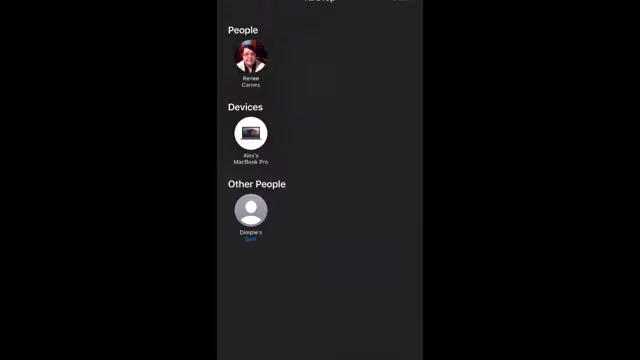 People
Renee
Carnes
Devices
Alex's
MacBook Pro
Other People
Dimple's
Sent